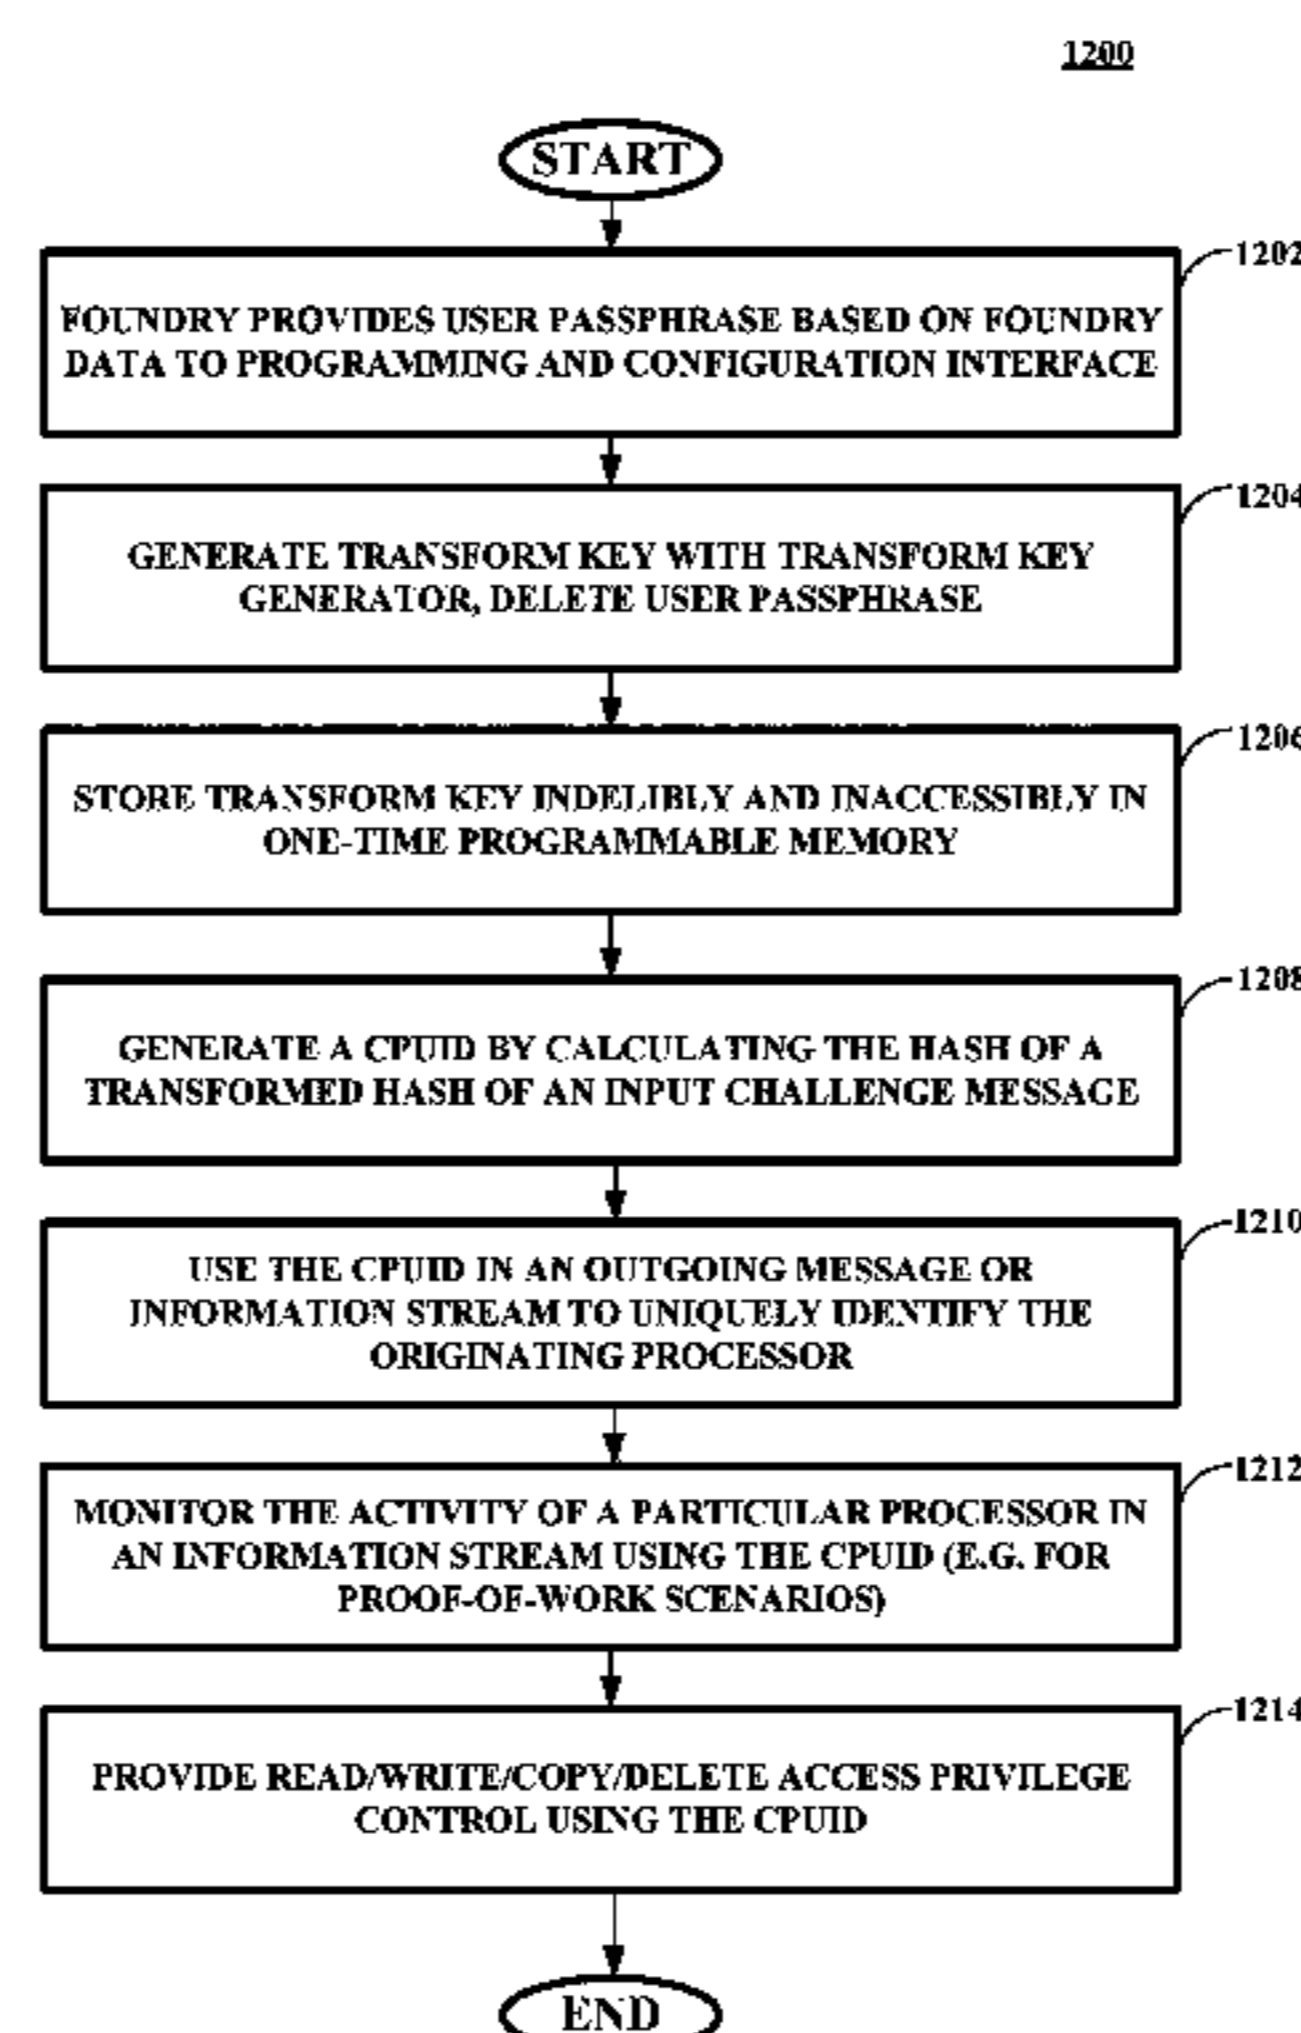 1200
START
1202
FOUNDRY PROVIDES USER PASSPHRASE BASED ON FOUNDRY
DATA TO PROGRAMMING AND CONFIGURATION INTERFACE
1204
GENERATE TRANSFORM KEY WITH TRANSFORM KEY
GENERATOR, DELETE USER PASSPHRASE
1206
STORE TRANSFORM KEY INDELIBLY AND INACCESSIBLY IN
ONE-TIME PROGRAMMABLE MEMORY
1208
GENERATE A CPUID BY CALCULATING THE HASH OF A
TRANSFORMED HASH OF AN INPUT CHALLENGE MESSAGE
1210
USE THE CPUID IN AN OUTGOING MESSAGE OR
INFORMATION STREAM TO UNIQUELY IDENTIFY THE
ORIGINATING PROCESSOR
1212
MONITOR THE ACTIVITY OF A PARTICULAR PROCESSOR IN
AN INFORMATION STREAM USING THE CPUID (E.G. FOR
PROOF-OF-WORK SCENARIOS)
1214
PROVIDE READ/WRITE/COPY/DELETE ACCESS PRIVILEGE
CONTROL USING THE CPUID
END